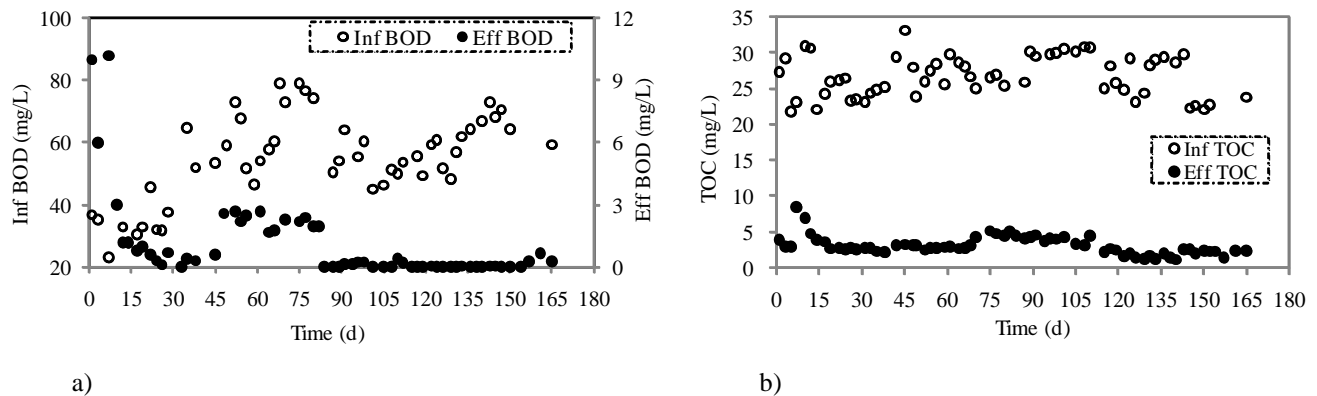 100
80
60
40
20
Inf BOD (mg/L)
12
9
6
3
0
Eff BOD (mg/L)
Inf BOD
Eff BOD
0 15 30 45 60 75 90 105 120 135 150 165 180
Time (d)
a)
35
30
25
20
15
10
5
0
TOC (mg/L)
Inf TOC
Eff TOC
0 15 30 45 60 75 90 105 120 135 150 165 180
Time (d)
b)